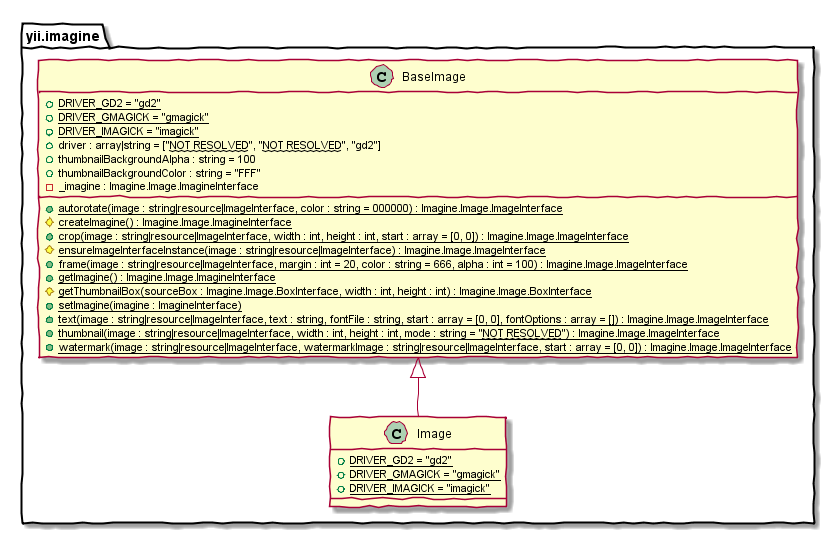 yii.imagine
C BaseImage
DRIVER_GD2 = "gd2"
DRIVER_GMAGICK = "gmagick"
DRIVER_IMAGICK = "imagick"
driver : array|string = ["NOT RESOLVED", "NOT RESOLVED", "gd2"]
thumbnailBackgroundAlpha : string = 100
thumbnailBackgroundColor : string = "FFF"
_imagine : Imagine.Image.ImagineInterface
autorotate(image : string|resource|ImageInterface, color : string = 000000) : Imagine.Image.ImageInterface
createImagine() : Imagine.Image.ImagineInterface
crop(image : string|resource|ImageInterface, width : int, height : int, start : array = [0, 0]) : Imagine.Image.ImageInterface
ensureImageInterfaceInstance(image : string|resource|ImageInterface) : Imagine.Image.ImageInterface
frame(image : string|resource|ImageInterface, margin : int = 20, color : string = 666, alpha : int = 100) : Imagine.Image.ImageInterface
getImagine() : Imagine.Image.ImagineInterface
getThumbnailBox(sourceBox : Imagine.Image.BoxInterface, width : int, height : int) : Imagine.Image.BoxInterface
setImagine(imagine : ImagineInterface)
text(image : string|resource|ImageInterface, text : string, fontFile : string, start : array = [0, 0], fontOptions : array = []) : Imagine.Image.ImageInterface
thumbnail(image : string|resource|ImageInterface, width : int, height : int, mode : string = "NOT RESOLVED") : Imagine.Image.ImageInterface
watermark(image : string|resource|ImageInterface, watermarkImage : string|resource|ImageInterface, start : array = [0, 0]) : Imagine.Image.ImageInterface
C Image
DRIVER_GD2 = "gd2"
DRIVER_GMAGICK = "gmagick"
DRIVER_IMAGICK = "imagick"